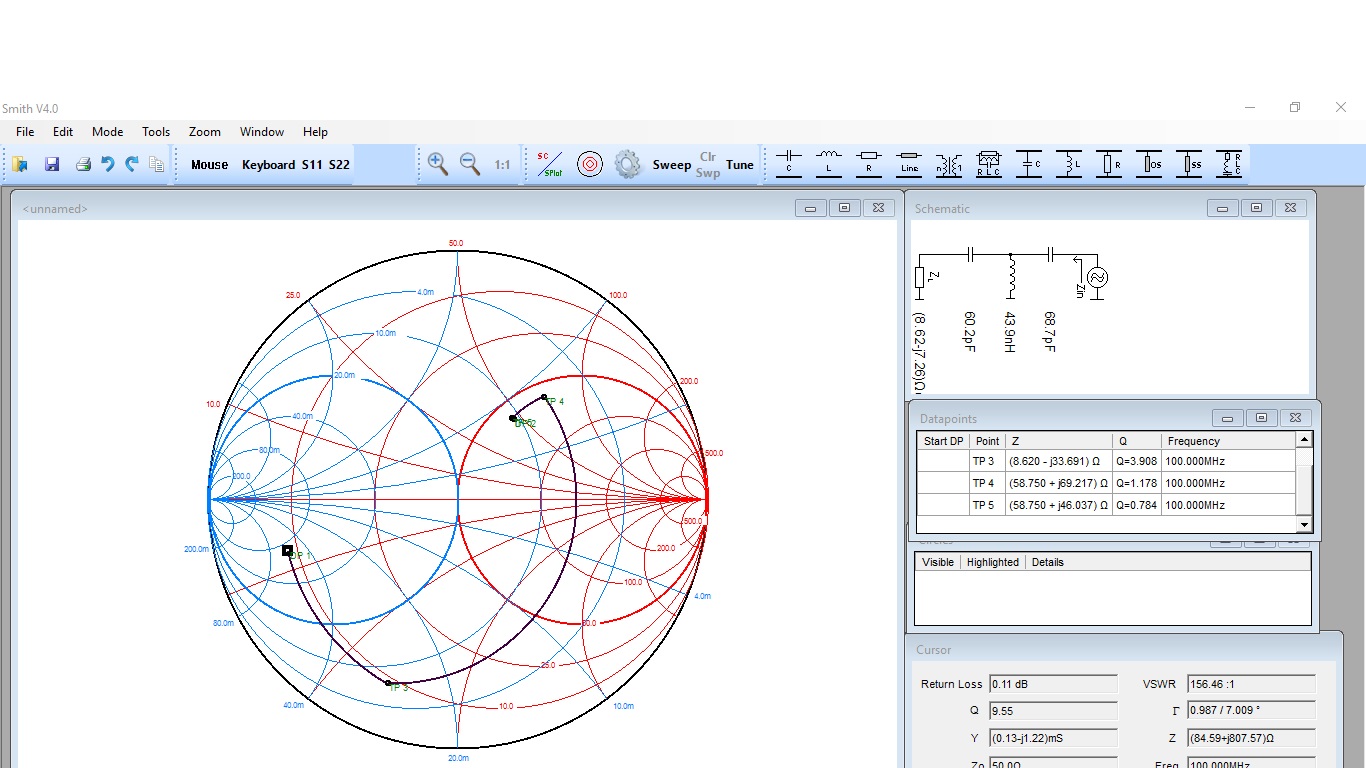 Smith V4.0
File Edit Mode Tools Zoom Window Help
Mouse Keyboard S11 S22 1:1 SC/SPlot Sweep Clr Swp Tune C L R Line n:1 RLC C L R OS SS RLC
<unnamed>
50.0
25.0 4.0m 100.0
10.0m
10.0 20.0m 200.0
40.0m TP 4
80.0m
200.0 500.0
500.0
200.0m DP 1 200.0
100.0 4.0m
80.0m 50.0
25.0
TP 3
40.0m 10.0 10.0m
20.0m
Schematic
ZL Zin
(8.62-j7.26)Ω 60.2pF 43.9nH 68.7pF
Datapoints
Start DP Point Z Q Frequency
TP 3 (8.620 - j33.691) Ω Q=3.908 100.000MHz
TP 4 (58.750 + j69.217) Ω Q=1.178 100.000MHz
TP 5 (58.750 + j46.037) Ω Q=0.784 100.000MHz
Visible Highlighted Details
Cursor
Return Loss 0.11 dB VSWR 156.46 :1
Q 9.55 Γ 0.987 / 7.009 °
Y (0.13-j1.22)mS Z (84.59+j807.57)Ω
Zo 50.0Ω Freq 100.000MHz